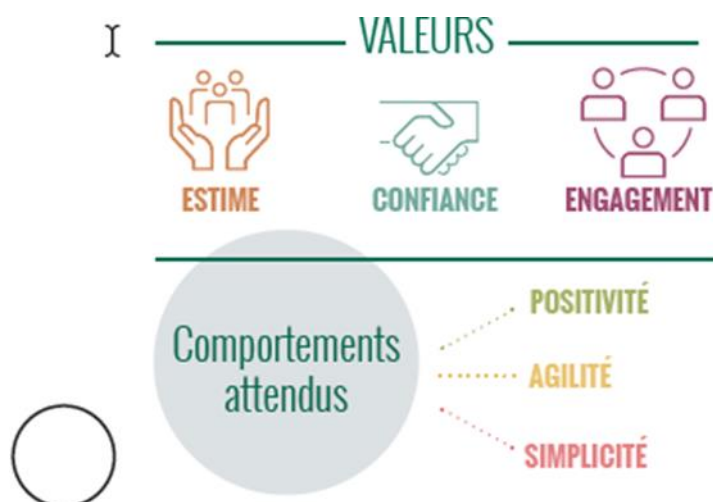 VALEURS
ESTIME
CONFIANCE
ENGAGEMENT
Comportements
attendus
POSITIVITÉ
AGILITÉ
SIMPLICITÉ